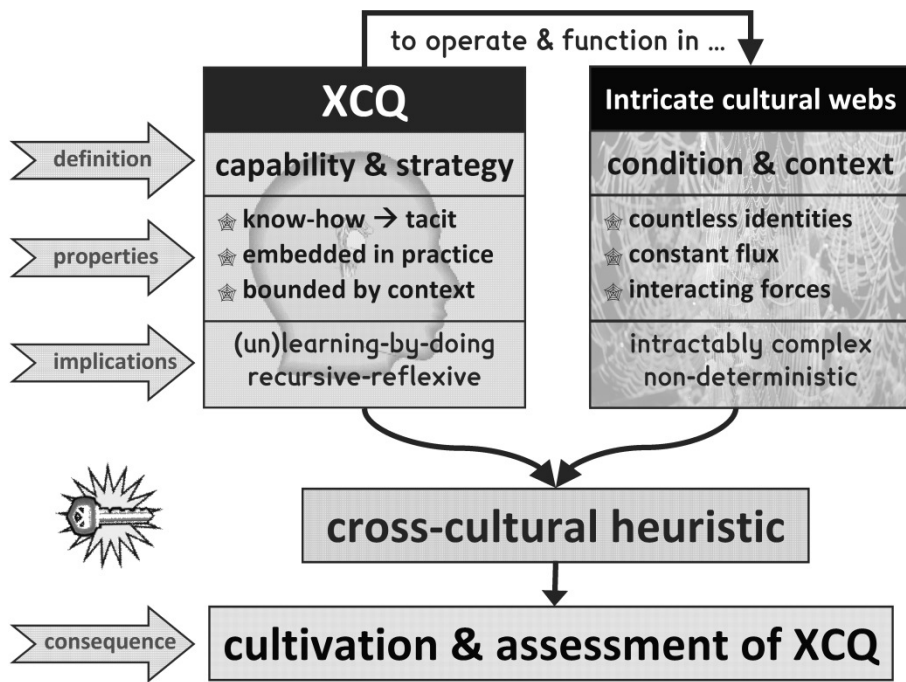 to operate & function in ...
XCQ
Intricate cultural webs
definition
capability & strategy
condition & context
properties
know-how → tacit
embedded in practice
bounded by context
countless identities
constant flux
interacting forces
implications
(un)learning-by-doing
recursive-reflexive
intractably complex
non-deterministic
cross-cultural heuristic
consequence
cultivation & assessment of XCQ